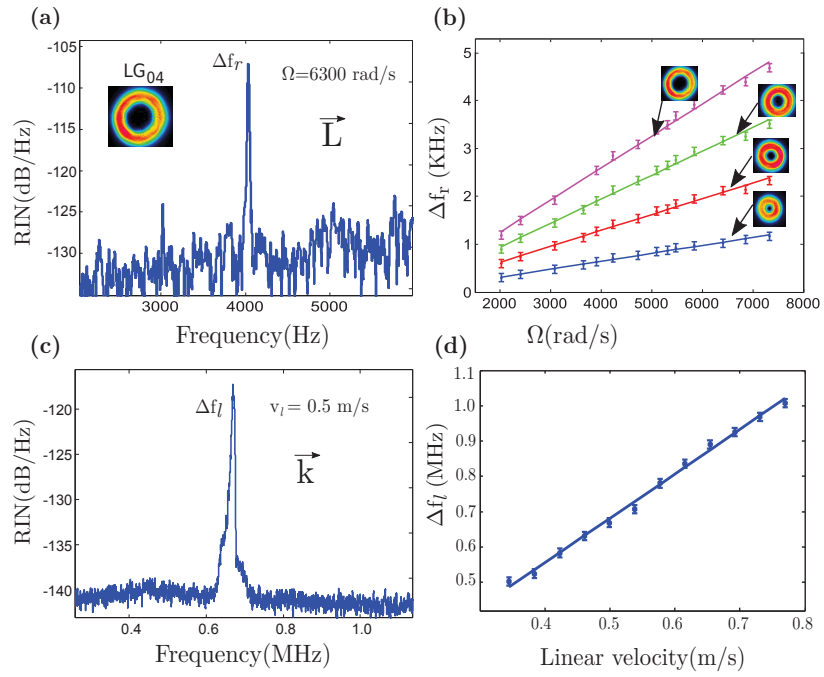 (a)
-105
-110
-115
-120
-125
-130
RIN(dB/Hz)
LG04
Δfr
Ω=6300 rad/s
L
3000
4000
5000
Frequency(Hz)
(b)
5
4
3
2
1
0
Δfr (KHz)
2000
3000
4000
5000
6000
7000
8000
Ω(rad/s)
(c)
-120
-125
-130
-135
-140
RIN(dB/Hz)
Δfl
vl = 0.5 m/s
k
0.4
0.6
0.8
1.0
Frequency(MHz)
(d)
1.1
1.0
0.9
0.8
0.7
0.6
0.5
Δfl (MHz)
0.4
0.5
0.6
0.7
0.8
Linear velocity(m/s)